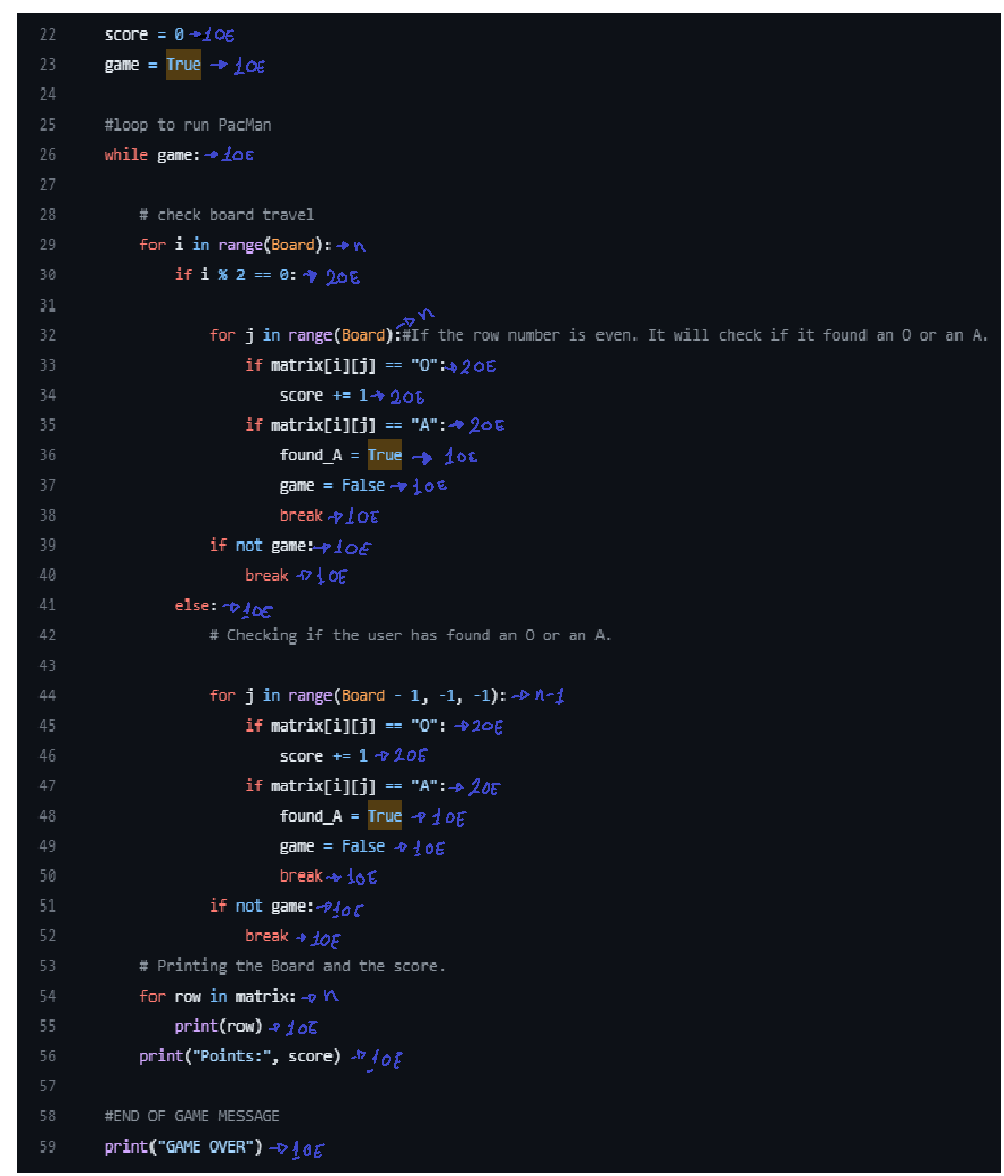 22 score = 0 → 1OE
23 game = True → 1OE
24
25 #loop to run PacMan
26 while game: → 1OE
27
28 # check board travel
29 for i in range(Board): → n
30 if i % 2 == 0: → 2OE
31
32 for j in range(Board):#If the row number is even. It will check if it found an O or an A. → n
33 if matrix[i][j] == "O": → 2OE
34 score += 1 → 2OE
35 if matrix[i][j] == "A": → 2OE
36 found_A = True → 1OE
37 game = False → 1OE
38 break → 1OE
39 if not game: → 1OE
40 break → 1OE
41 else: → 1OE
42 # Checking if the user has found an O or an A.
43
44 for j in range(Board - 1, -1, -1): → n-1
45 if matrix[i][j] == "O": → 2OE
46 score += 1 → 2OE
47 if matrix[i][j] == "A": → 2OE
48 found_A = True → 1OE
49 game = False → 1OE
50 break → 1OE
51 if not game: → 1OE
52 break → 1OE
53 # Printing the Board and the score.
54 for row in matrix: → n
55 print(row) → 1OE
56 print("Points:", score) → 1OE
57
58 #END OF GAME MESSAGE
59 print("GAME OVER") → 1OE